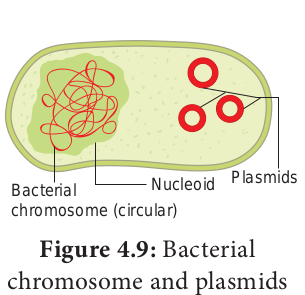 Nucleoid
Plasmids
Bacterial
chromosome (circular)
Figure 4.9: Bacterial
chromosome and plasmids